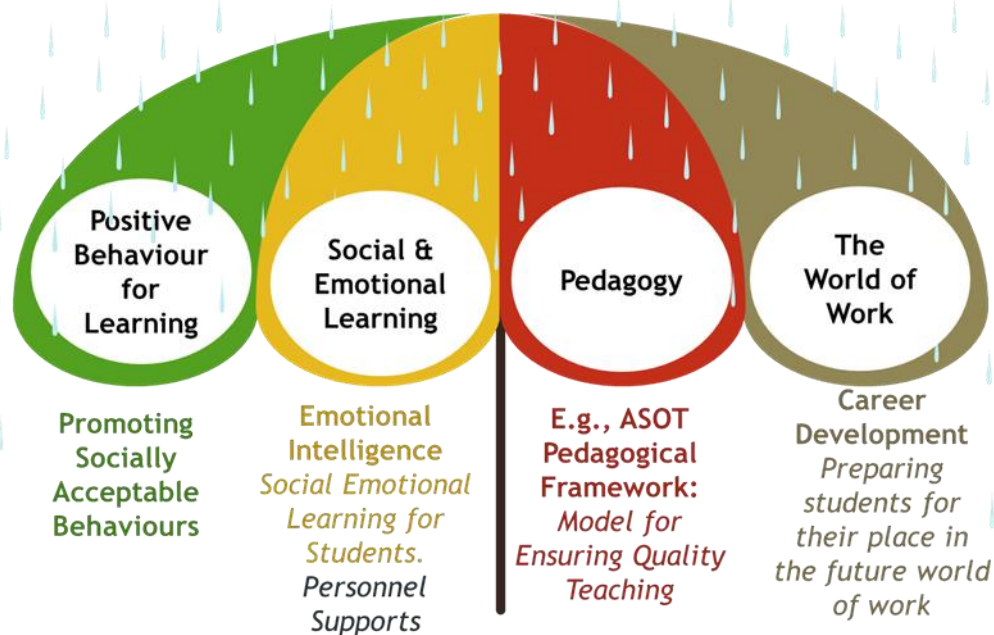 Positive
Behaviour
for
Learning
Social &
Emotional
Learning
Pedagogy
The
World of
Work
Promoting
Socially
Acceptable
Behaviours
Emotional
Intelligence
Social Emotional
Learning for
Students.
Personnel
Supports
E.g., ASOT
Pedagogical
Framework:
Model for
Ensuring Quality
Teaching
Career
Development
Preparing
students for
their place in
the future world
of work